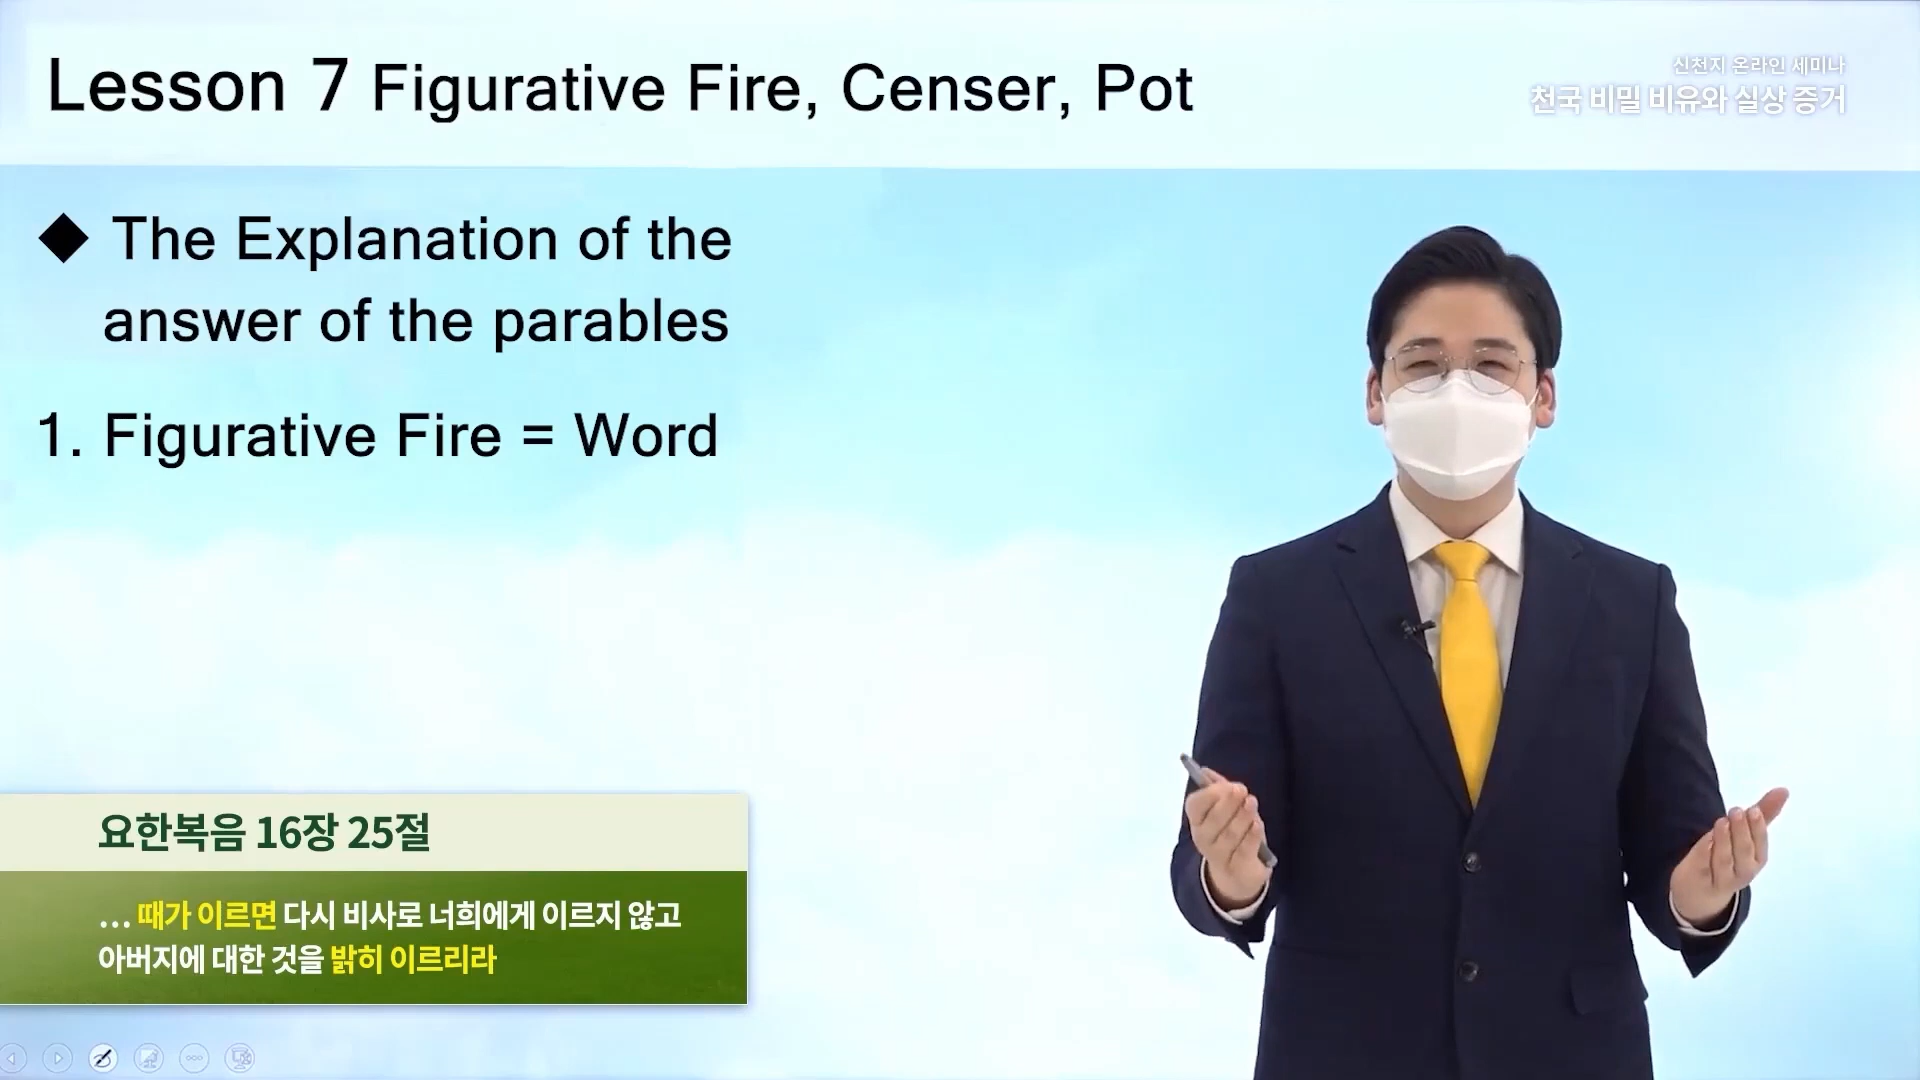 Lesson 7 Figurative Fire, Censer, Pot
신천지 온라인 세미나
천국 비밀 비유와 실상 증거
◆ The Explanation of the
answer of the parables
1. Figurative Fire = Word
요한복음 16장 25절
... 때가 이르면 다시 비사로 너희에게 이르지 않고
아버지에 대한 것을 밝히 이르리라